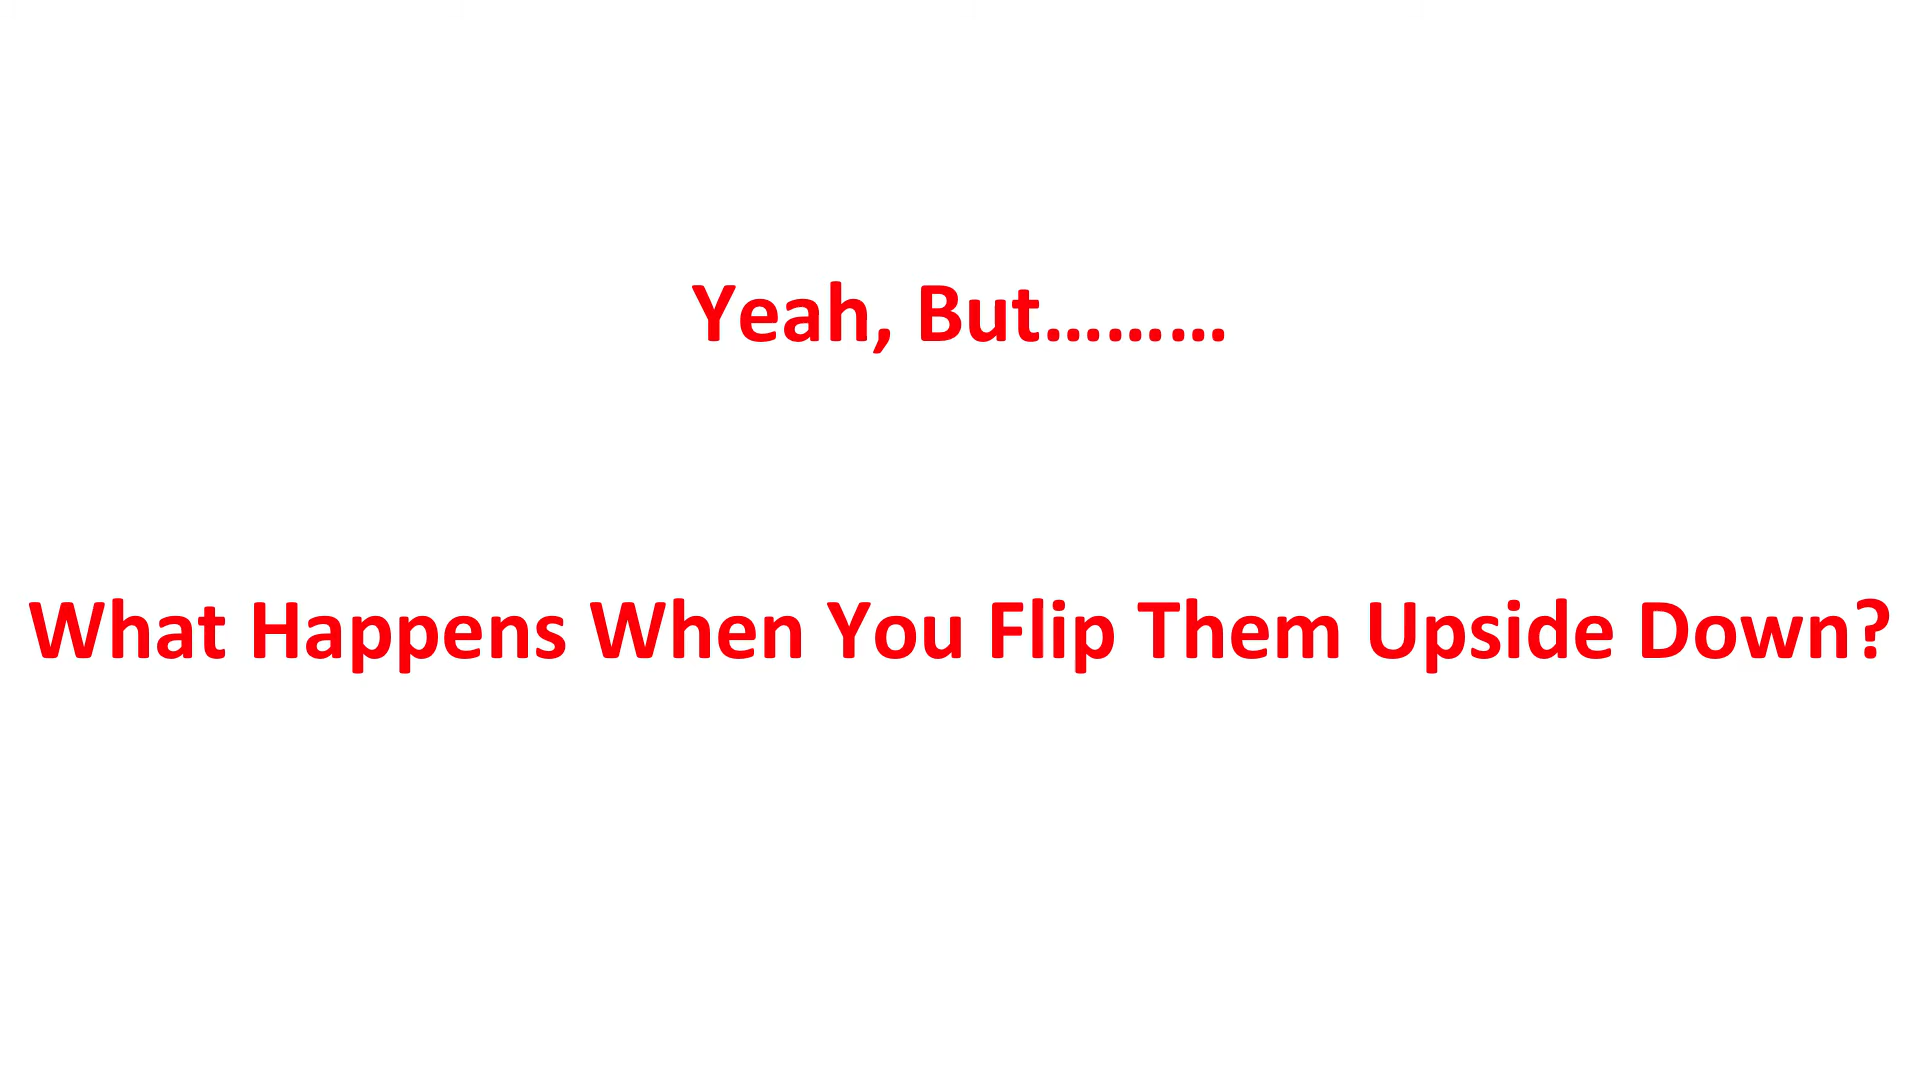 Yeah, But………
What Happens When You Flip Them Upside Down?